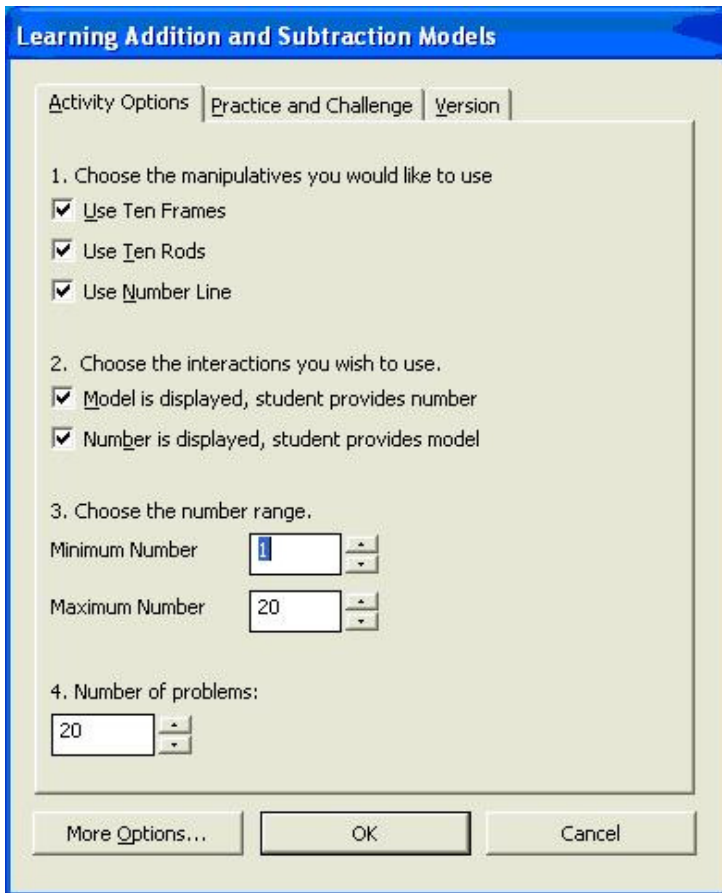 Learning Addition and Subtraction Models
Activity Options Practice and Challenge Version
1. Choose the manipulatives you would like to use
Use Ten Frames
Use Ten Rods
Use Number Line
2. Choose the interactions you wish to use.
Model is displayed, student provides number
Number is displayed, student provides model
3. Choose the number range.
Minimum Number 1
Maximum Number 20
4. Number of problems:
20
More Options... OK Cancel